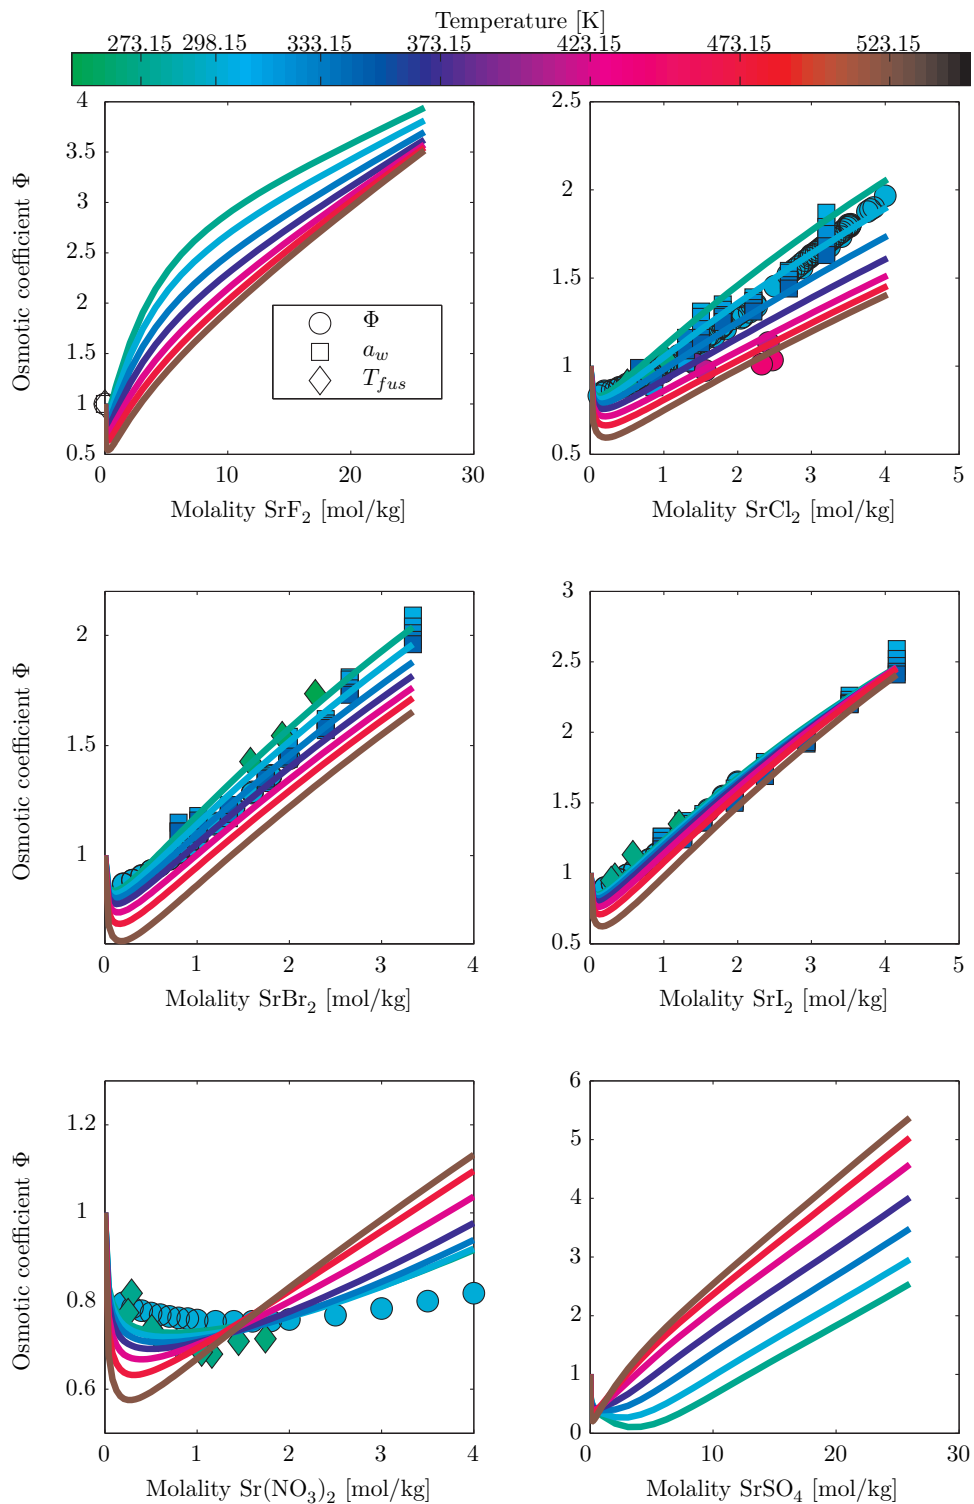 Temperature [K]
273.15 298.15 333.15 373.15 423.15 473.15 523.15
4
3.5
3
2.5
2
1.5
1
0.5
0 10 20 30
Osmotic coefficient Φ
Molality SrF₂ [mol/kg]
Φ
a_w
T_fus
2.5
2
1.5
1
0.5
0 1 2 3 4 5
Molality SrCl₂ [mol/kg]
2
1.5
1
0 1 2 3 4
Osmotic coefficient Φ
Molality SrBr₂ [mol/kg]
3
2.5
2
1.5
1
0.5
0 1 2 3 4 5
Molality SrI₂ [mol/kg]
1.2
1
0.8
0.6
0 1 2 3 4
Osmotic coefficient Φ
Molality Sr(NO₃)₂ [mol/kg]
6
5
4
3
2
1
0
0 10 20 30
Molality SrSO₄ [mol/kg]